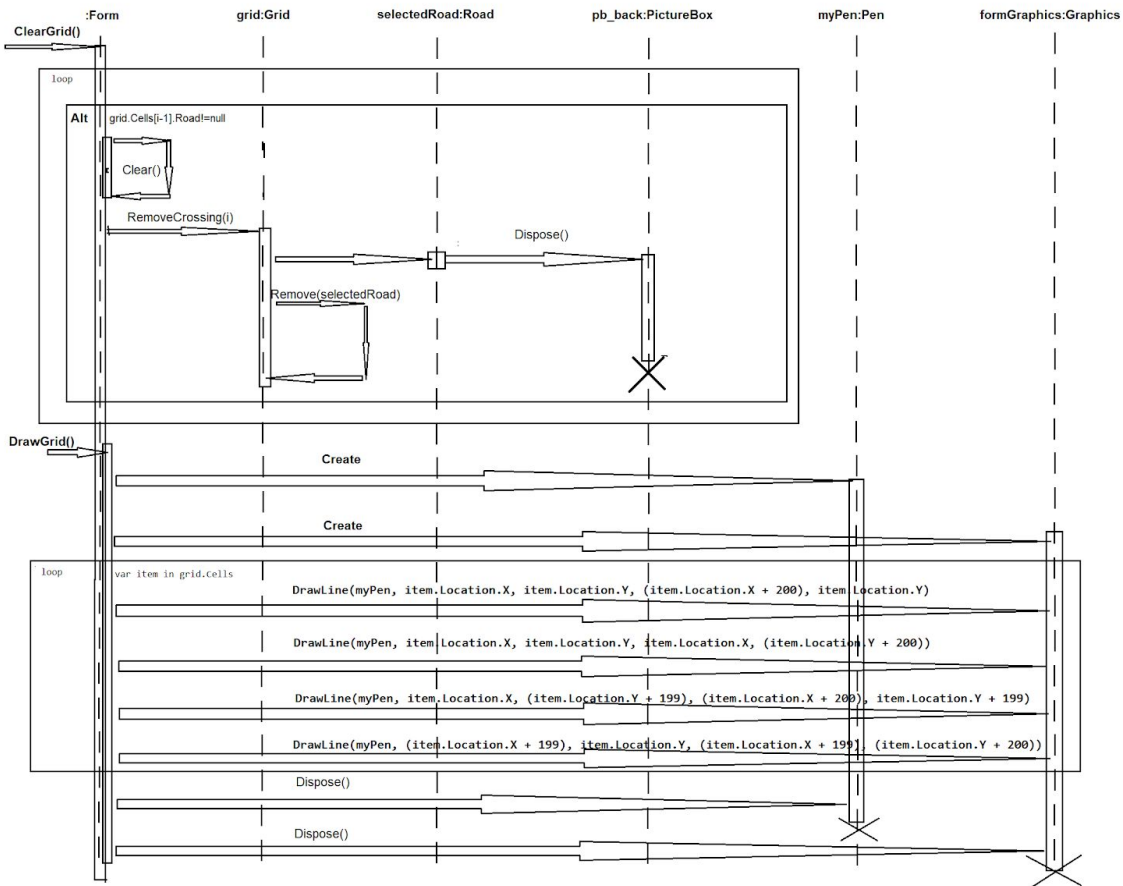 :Form
grid:Grid
selectedRoad:Road
pb_back:PictureBox
myPen:Pen
formGraphics:Graphics
ClearGrid()
loop
Alt
grid.Cells[i-1].Road!=null
Clear()
RemoveCrossing(i)
:
Dispose()
Remove(selectedRoad)
DrawGrid()
Create
Create
loop
var item in grid.Cells
DrawLine(myPen, item.Location.X, item.Location.Y, (item.Location.X + 200), item.Location.Y)
DrawLine(myPen, item.Location.X, item.Location.Y, item.Location.X, (item.Location.Y + 200))
DrawLine(myPen, item.Location.X, (item.Location.Y + 199), (item.Location.X + 200), item.Location.Y + 199)
DrawLine(myPen, (item.Location.X + 199), item.Location.Y, (item.Location.X + 199), (item.Location.Y + 200))
Dispose()
Dispose()